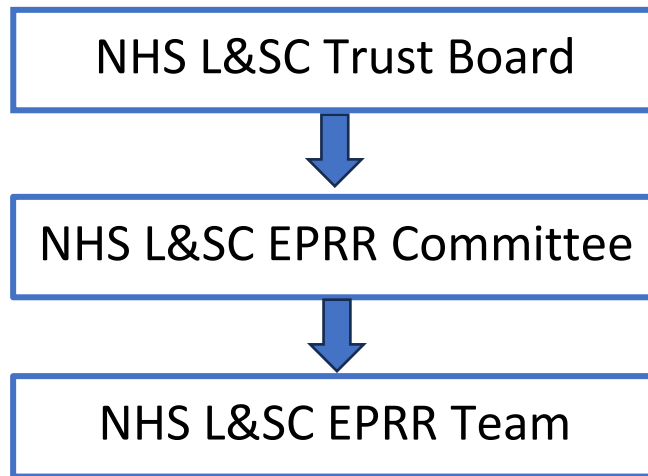 NHS L&SC Trust Board
NHS L&SC EPRR Committee
NHS L&SC EPRR Team